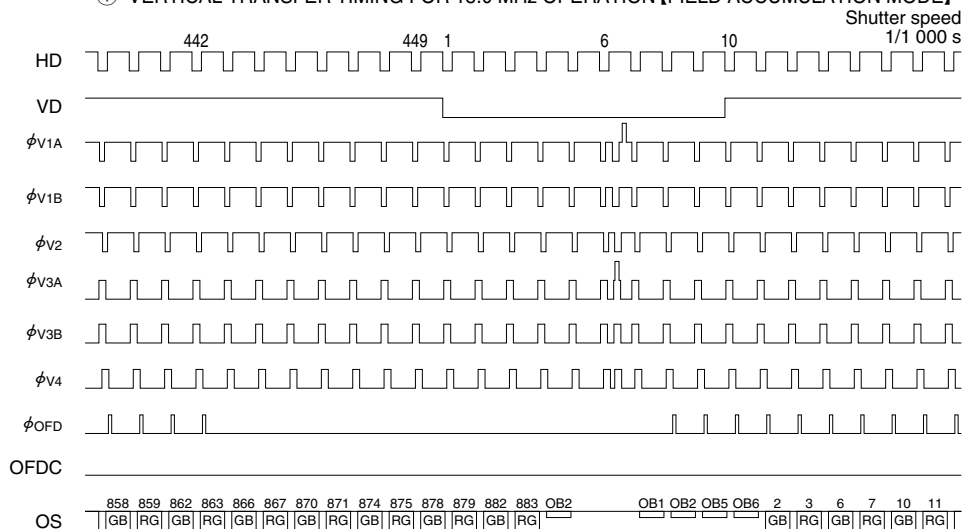 VERTICAL TRANSFER TIMING FOR 18.0 MHz OPERATION【FIELD ACCUMULATION MODE】
Shutter speed
1/1 000 s
442 449 1 6 10
HD
VD
ϕV1A
ϕV1B
ϕV2
ϕV3A
ϕV3B
ϕV4
ϕOFD
OFDC
858 859 862 863 866 867 870 871 874 875 878 879 882 883 OB2 OB1 OB2 OB5 OB6 2 3 6 7 10 11
OS GB RG GB RG GB RG GB RG GB RG GB RG GB RG GB RG GB RG GB RG